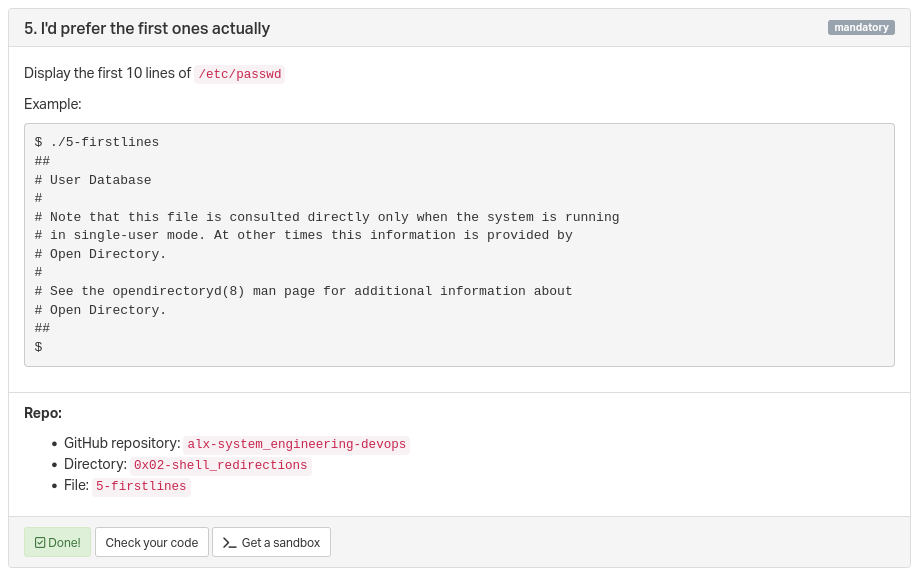 5. I'd prefer the first ones actually
mandatory
Display the first 10 lines of /etc/passwd
Example:
$ ./5-firstlines
##
# User Database
#
# Note that this file is consulted directly only when the system is running
# in single-user mode. At other times this information is provided by
# Open Directory.
#
# See the opendirectoryd(8) man page for additional information about
# Open Directory.
##
$
Repo:
• GitHub repository: alx-system_engineering-devops
• Directory: 0x02-shell_redirections
• File: 5-firstlines
Done! Check your code Get a sandbox